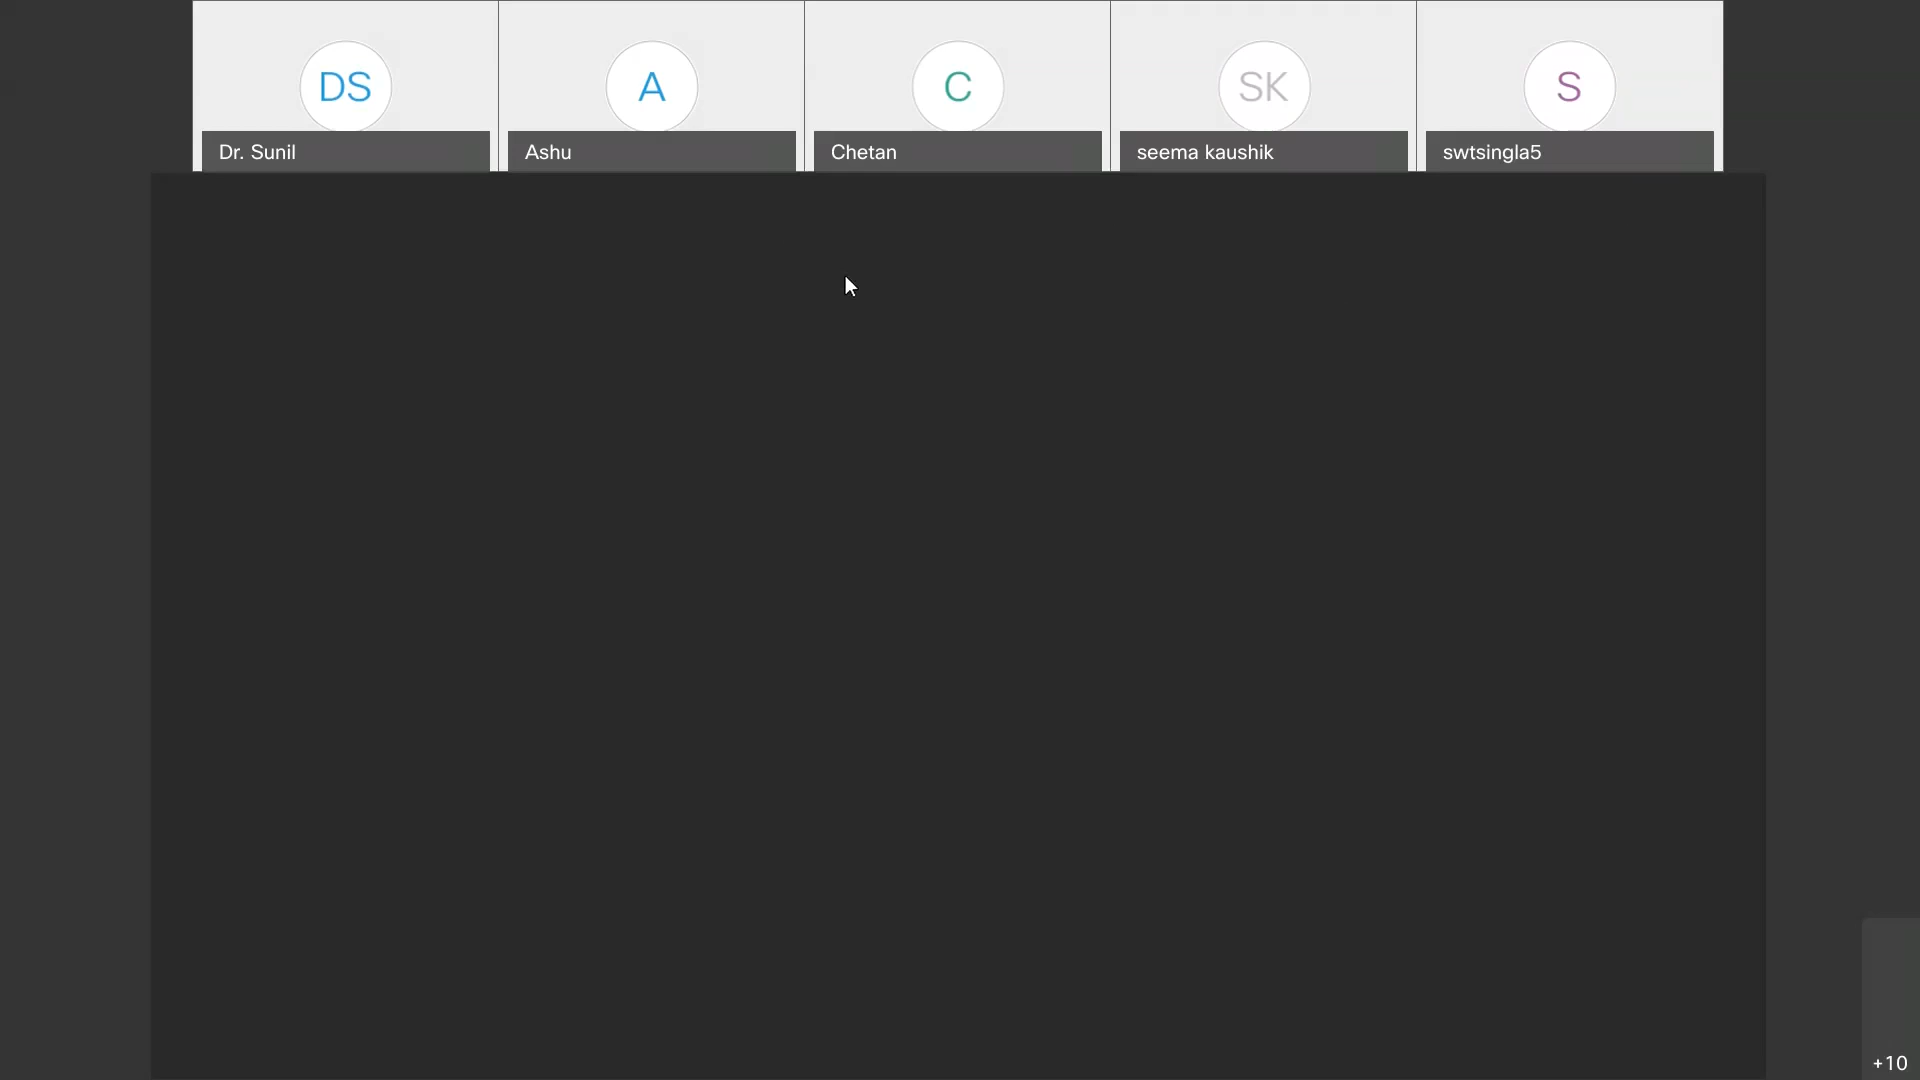 DS
A
C
SK
S
Dr. Sunil
Ashu
Chetan
seema kaushik
swtsingla5
+10